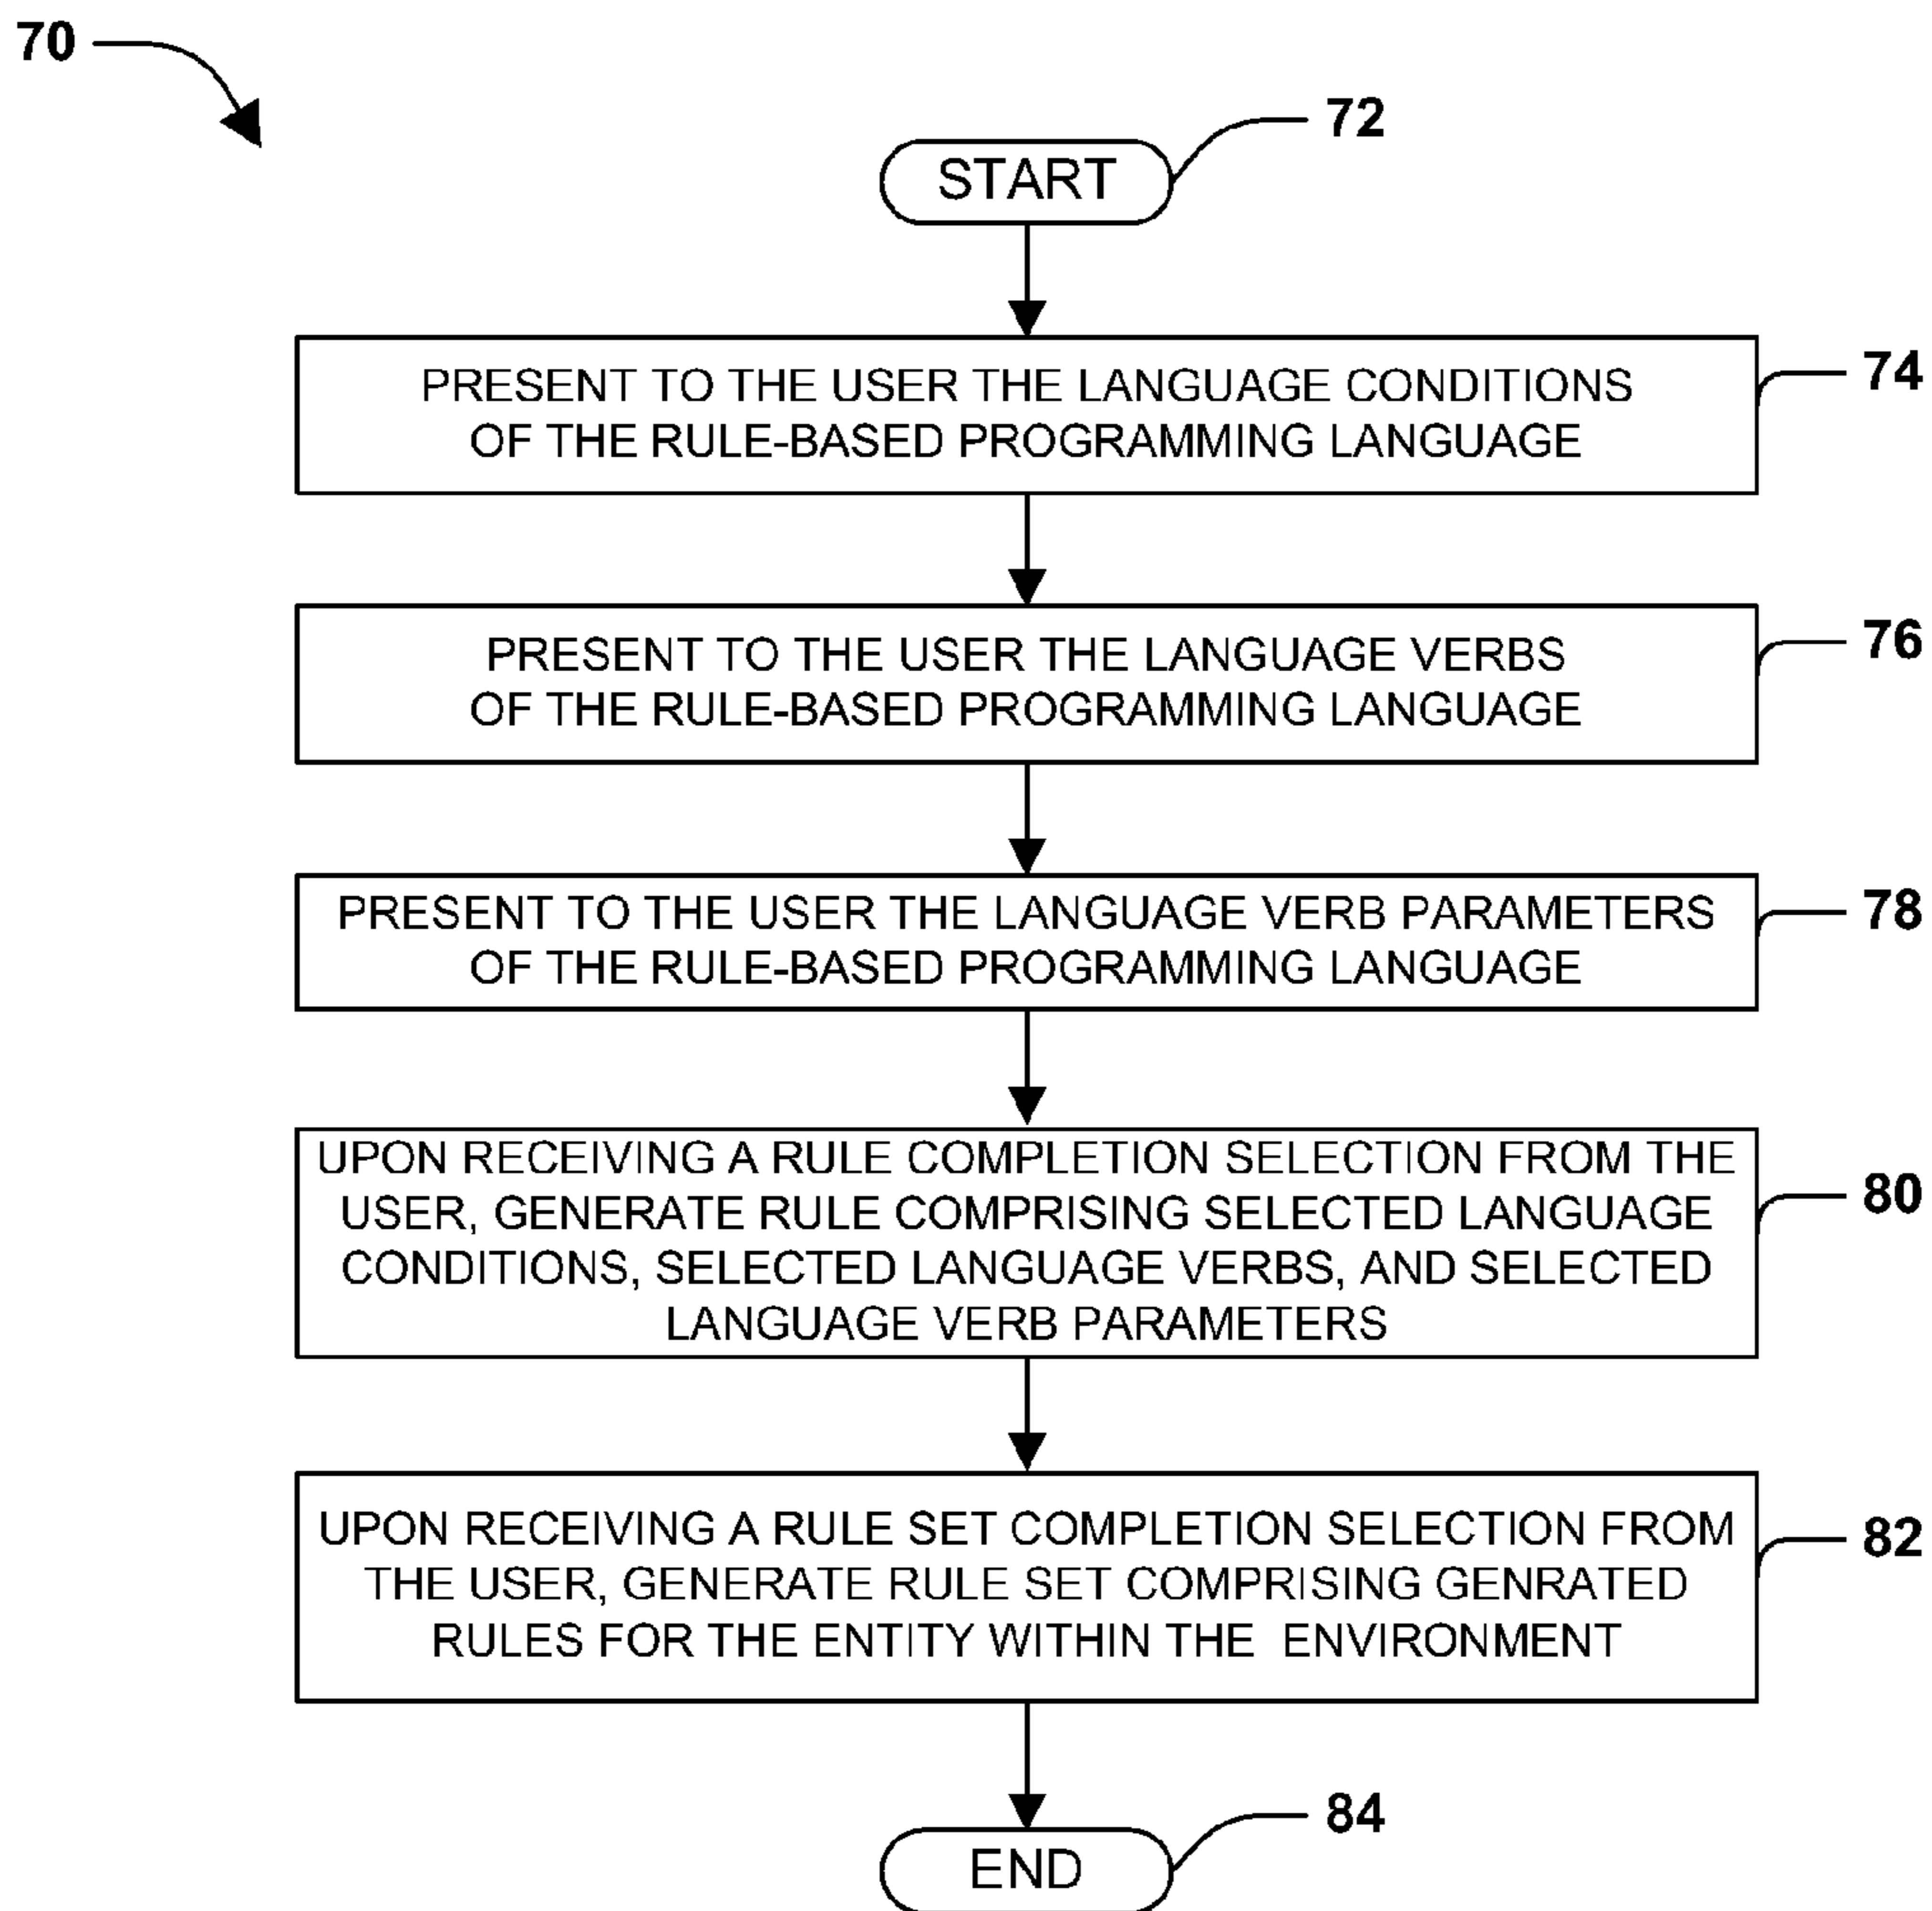 70
72
START
PRESENT TO THE USER THE LANGUAGE CONDITIONS
OF THE RULE-BASED PROGRAMMING LANGUAGE
74
PRESENT TO THE USER THE LANGUAGE VERBS
OF THE RULE-BASED PROGRAMMING LANGUAGE
76
PRESENT TO THE USER THE LANGUAGE VERB PARAMETERS
OF THE RULE-BASED PROGRAMMING LANGUAGE
78
UPON RECEIVING A RULE COMPLETION SELECTION FROM THE
USER, GENERATE RULE COMPRISING SELECTED LANGUAGE
CONDITIONS, SELECTED LANGUAGE VERBS, AND SELECTED
LANGUAGE VERB PARAMETERS
80
UPON RECEIVING A RULE SET COMPLETION SELECTION FROM
THE USER, GENERATE RULE SET COMPRISING GENRATED
RULES FOR THE ENTITY WITHIN THE ENVIRONMENT
82
84
END